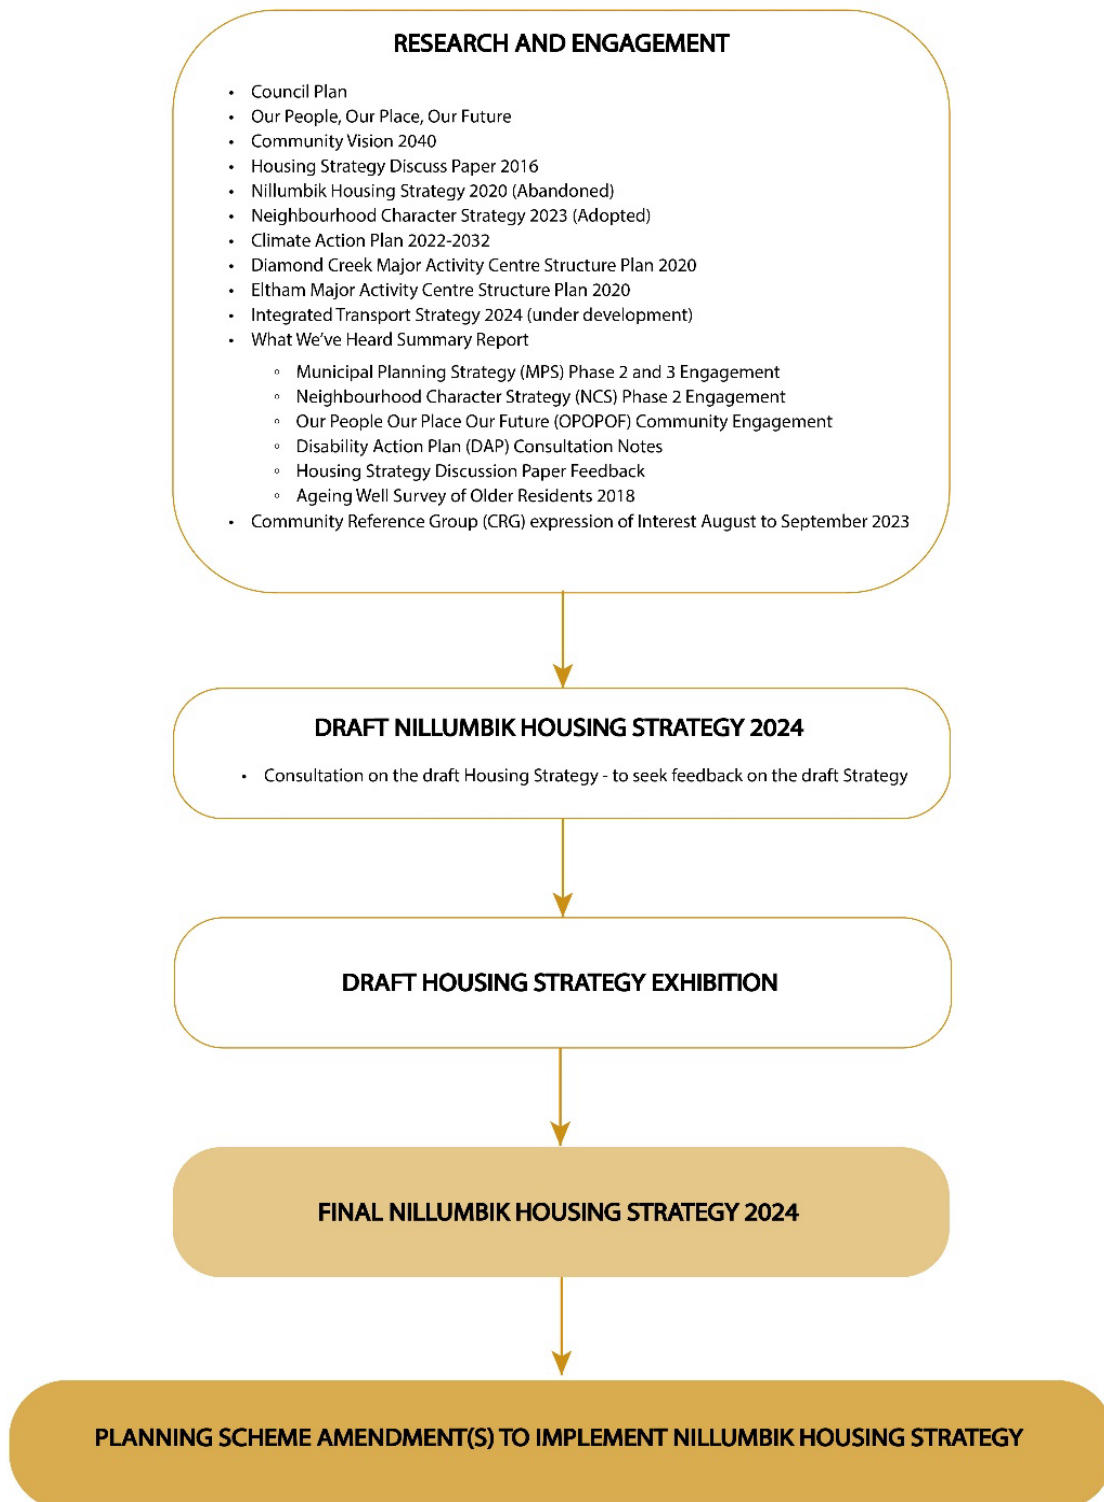 RESEARCH AND ENGAGEMENT
• Council Plan
• Our People, Our Place, Our Future
• Community Vision 2040
• Housing Strategy Discuss Paper 2016
• Nillumbik Housing Strategy 2020 (Abandoned)
• Neighbourhood Character Strategy 2023 (Adopted)
• Climate Action Plan 2022-2032
• Diamond Creek Major Activity Centre Structure Plan 2020
• Eltham Major Activity Centre Structure Plan 2020
• Integrated Transport Strategy 2024 (under development)
• What We've Heard Summary Report
◦ Municipal Planning Strategy (MPS) Phase 2 and 3 Engagement
◦ Neighbourhood Character Strategy (NCS) Phase 2 Engagement
◦ Our People Our Place Our Future (OPOPOF) Community Engagement
◦ Disability Action Plan (DAP) Consultation Notes
◦ Housing Strategy Discussion Paper Feedback
◦ Ageing Well Survey of Older Residents 2018
• Community Reference Group (CRG) expression of Interest August to September 2023
DRAFT NILLUMBIK HOUSING STRATEGY 2024
• Consultation on the draft Housing Strategy - to seek feedback on the draft Strategy
DRAFT HOUSING STRATEGY EXHIBITION
FINAL NILLUMBIK HOUSING STRATEGY 2024
PLANNING SCHEME AMENDMENT(S) TO IMPLEMENT NILLUMBIK HOUSING STRATEGY